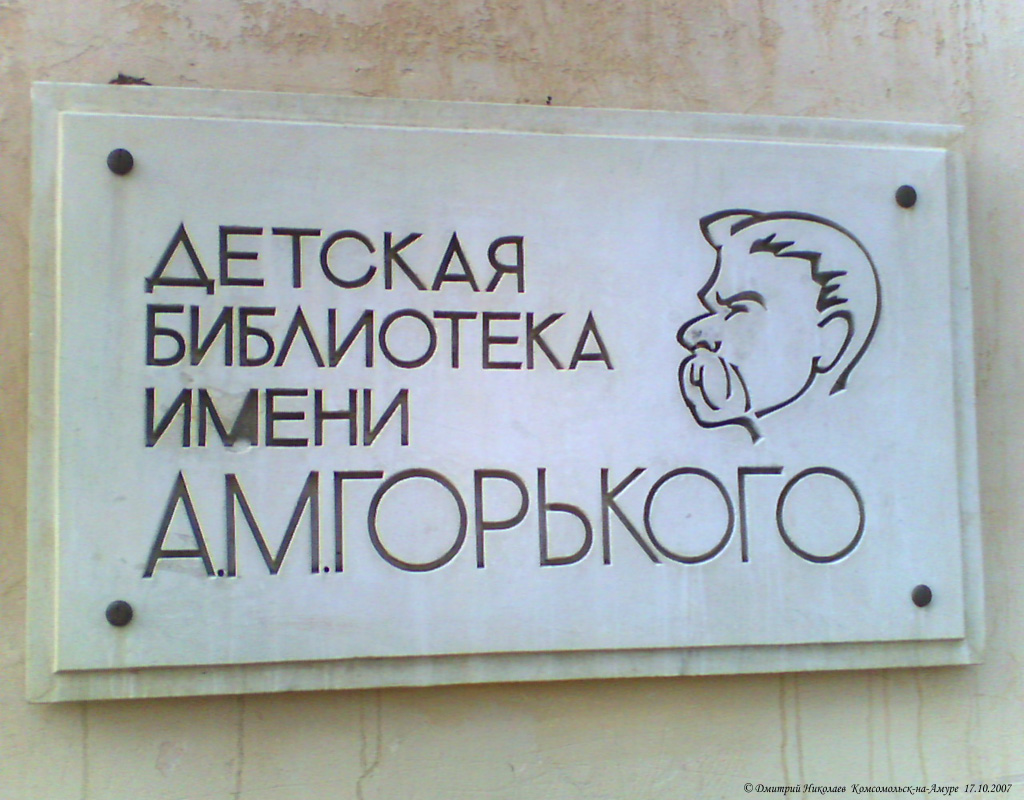 ДЕТСКАЯ
БИБЛИОТЕКА
ИМЕНИ
А.М.ГОРЬКОГО
© Дмитрий Николаев Комсомольск-на-Амуре 17.10.2007